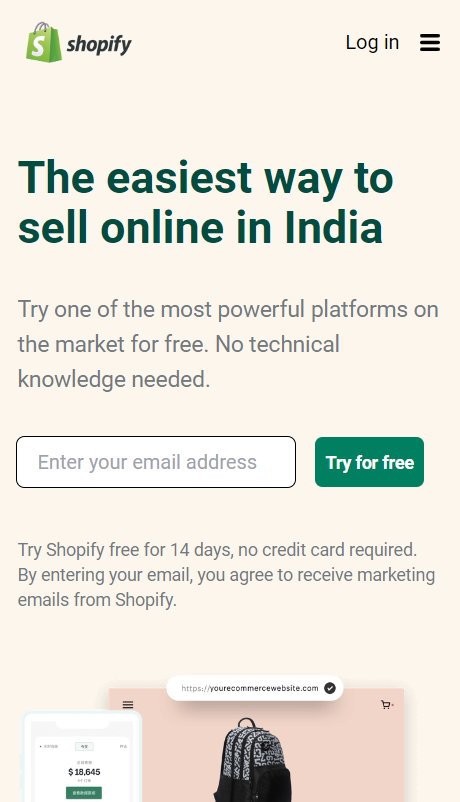 shopify
Log in
The easiest way to
sell online in India
Try one of the most powerful platforms on
the market for free. No technical
knowledge needed.
Enter your email address
Try for free
Try Shopify free for 14 days, no credit card required.
By entering your email, you agree to receive marketing
emails from Shopify.
https://yourecommercewebsite.com
$ 18,645